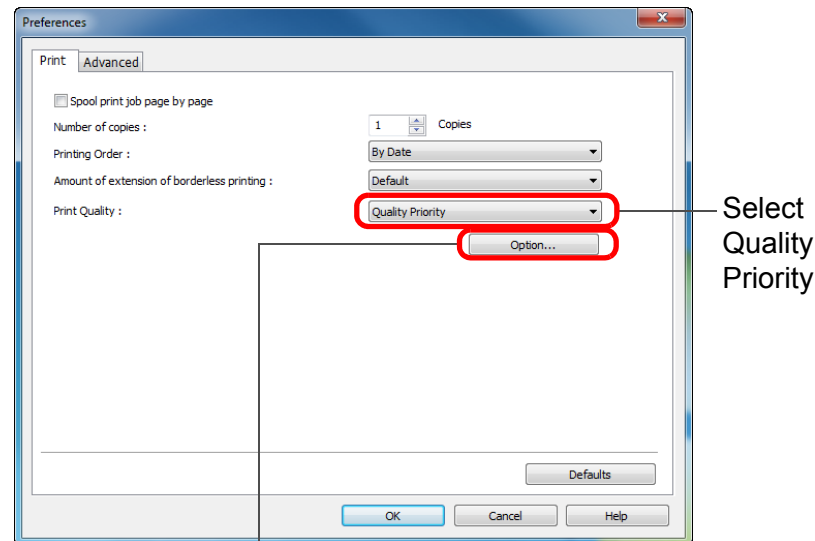 Preferences
Print Advanced
Spool print job page by page
Number of copies : 1 Copies
Printing Order : By Date
Amount of extension of borderless printing : Default
Print Quality : Quality Priority
Option...
Select
Quality
Priority
Defaults
OK Cancel Help